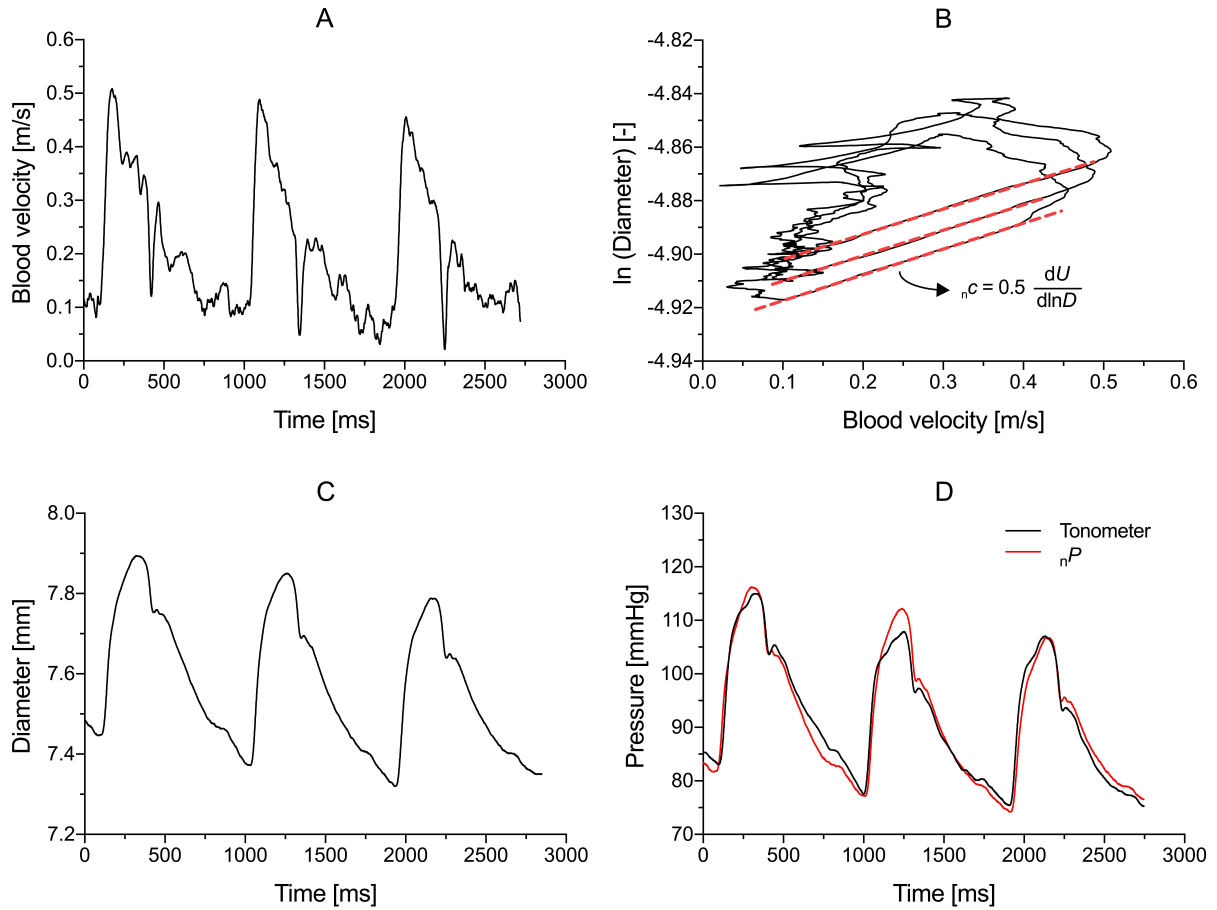 A
Blood velocity [m/s]
0.6
0.5
0.4
0.3
0.2
0.1
0.0
0 500 1000 1500 2000 2500 3000
Time [ms]
B
ln (Diameter) [-]
-4.82
-4.84
-4.86
-4.88
-4.90
-4.92
-4.94
nc = 0.5 dU/dlnD
0.0 0.1 0.2 0.3 0.4 0.5 0.6
Blood velocity [m/s]
C
Diameter [mm]
8.0
7.8
7.6
7.4
7.2
0 500 1000 1500 2000 2500 3000
Time [ms]
D
Pressure [mmHg]
130
120
110
100
90
80
70
Tonometer
nP
0 500 1000 1500 2000 2500 3000
Time [ms]